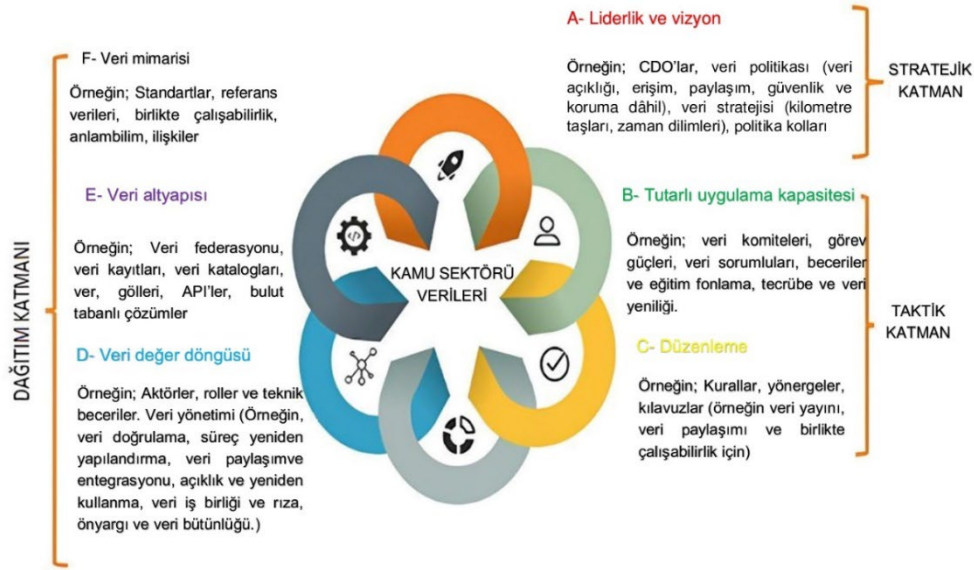 F- Veri mimarisi
Örneğin; Standartlar, referans
verileri, birlikte çalışabilirlik,
anlambilim, ilişkiler
E- Veri altyapısı
Örneğin; Veri federasyonu,
veri kayıtları, veri katalogları,
ver, gölleri, API'ler, bulut
tabanlı çözümler
D- Veri değer döngüsü
Örneğin; Aktörler, roller ve teknik
beceriler. Veri yönetimi (Örneğin,
veri doğrulama, süreç yeniden
yapılandırma, veri paylaşımve
entegrasyonu, açıklık ve yeniden
kullanma, veri iş birliği ve rıza,
önyargı ve veri bütünlüğü.)
DAĞITIM KATMANI
KAMU SEKTÖRÜ
VERİLERİ
A- Liderlik ve vizyon
Örneğin; CDO'lar, veri politikası (veri
açıklığı, erişim, paylaşım, güvenlik ve
koruma dâhil), veri stratejisi (kilometre
taşları, zaman dilimleri), politika kolları
STRATEJİK
KATMAN
B- Tutarlı uygulama kapasitesi
Örneğin; veri komiteleri, görev
güçleri, veri sorumluları, beceriler
ve eğitim fonlama, tecrübe ve veri
yeniliği.
C- Düzenleme
Örneğin; Kurallar, yönergeler,
kılavuzlar (örneğin veri yayını,
veri paylaşımı ve birlikte
çalışabilirlik için)
TAKTİK
KATMAN